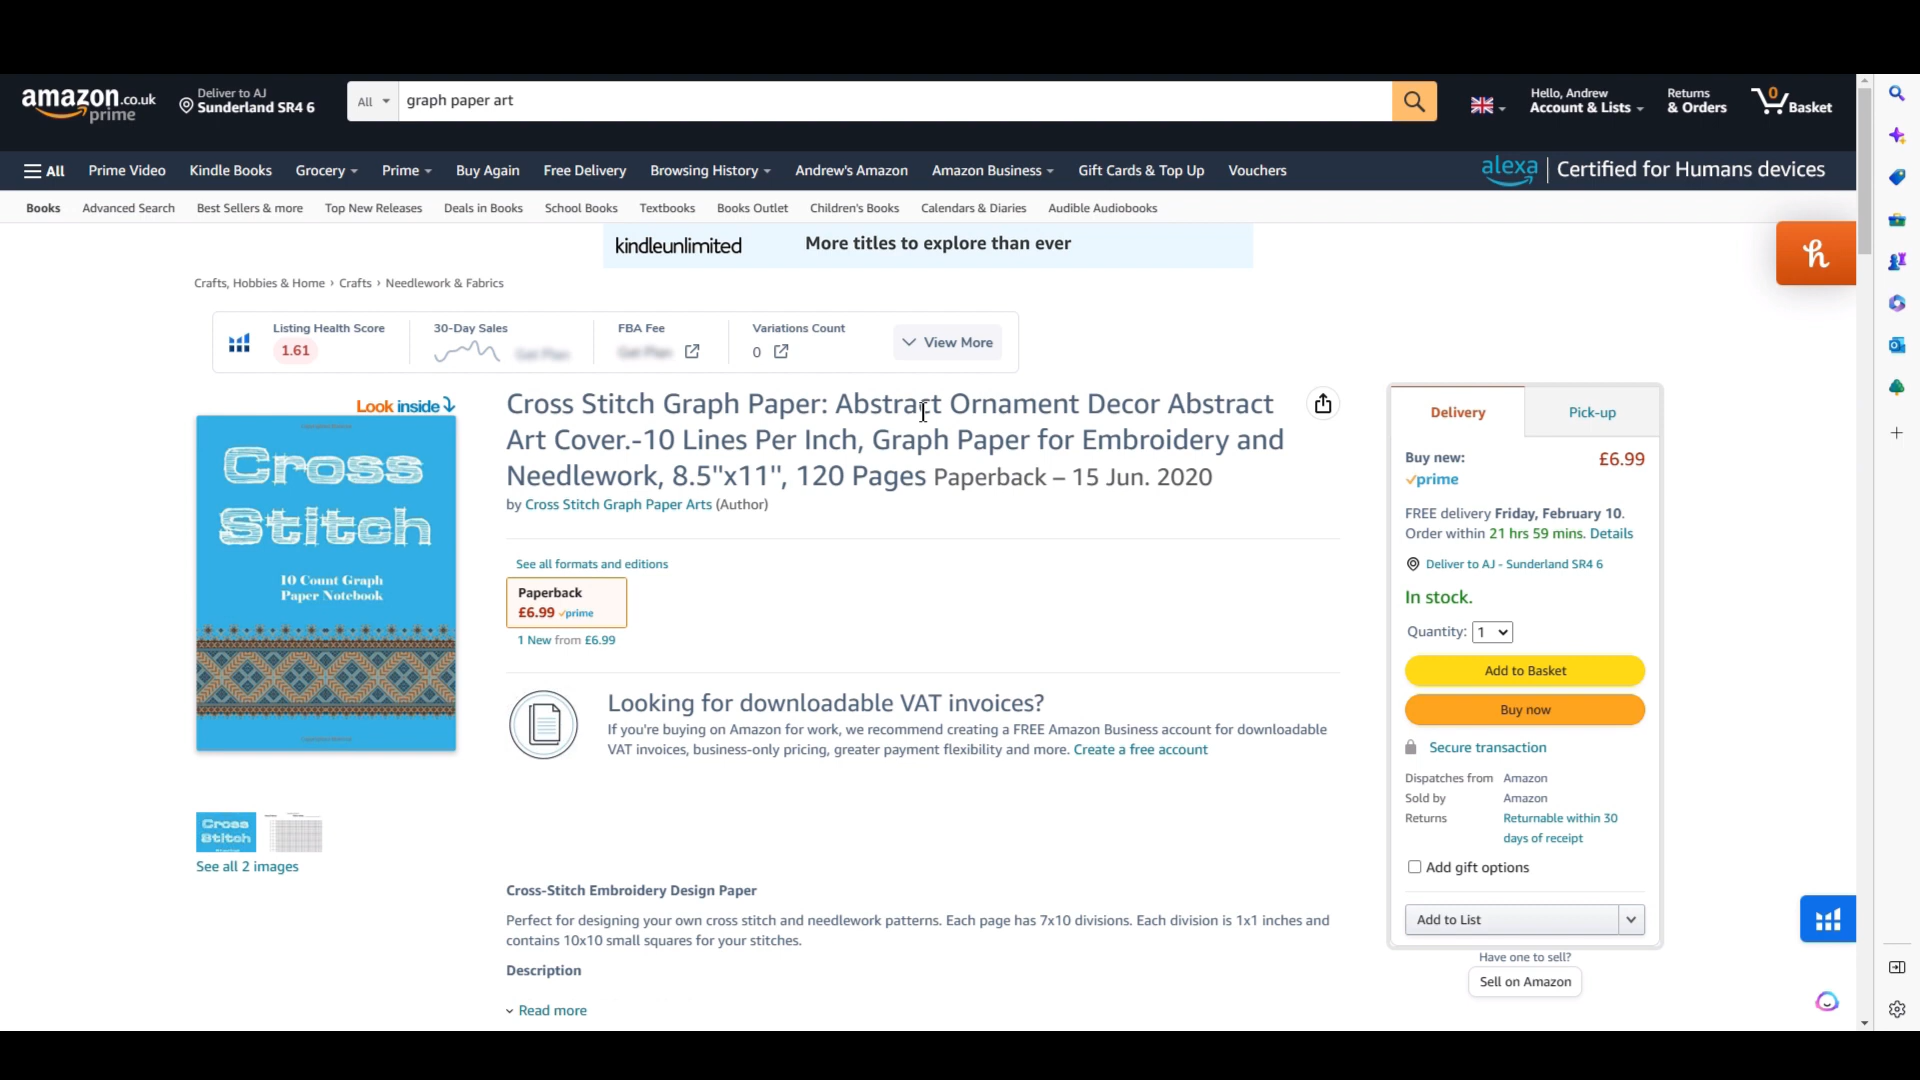 amazon.co.uk
prime
Deliver to AJ
Sunderland SR4 6
All
graph paper art
Hello, Andrew
Account & Lists
Returns
& Orders
0
Basket
All
Prime Video
Kindle Books
Grocery
Prime
Buy Again
Free Delivery
Browsing History
Andrew's Amazon
Amazon Business
Gift Cards & Top Up
Vouchers
alexa
Certified for Humans devices
Books
Advanced Search
Best Sellers & more
Top New Releases
Deals in Books
School Books
Textbooks
Books Outlet
Children's Books
Calendars & Diaries
Audible Audiobooks
kindleunlimited
More titles to explore than ever
h
Crafts, Hobbies & Home › Crafts › Needlework & Fabrics
Listing Health Score
1.61
30-Day Sales
Get Plan
FBA Fee
Get Plan
Variations Count
0
View More
Look inside
Cross
Stitch
10 Count Graph
Paper Notebook
Cross
Stitch
See all 2 images
Cross Stitch Graph Paper: Abstract Ornament Decor Abstract
Art Cover.-10 Lines Per Inch, Graph Paper for Embroidery and
Needlework, 8.5"x11", 120 Pages Paperback – 15 Jun. 2020
by Cross Stitch Graph Paper Arts (Author)
See all formats and editions
Paperback
£6.99 prime
1 New from £6.99
Looking for downloadable VAT invoices?
If you're buying on Amazon for work, we recommend creating a FREE Amazon Business account for downloadable
VAT invoices, business-only pricing, greater payment flexibility and more. Create a free account
Cross-Stitch Embroidery Design Paper
Perfect for designing your own cross stitch and needlework patterns. Each page has 7x10 divisions. Each division is 1x1 inches and
contains 10x10 small squares for your stitches.
Description
Read more
Delivery
Pick-up
Buy new:
£6.99
prime
FREE delivery Friday, February 10.
Order within 21 hrs 59 mins. Details
Deliver to AJ - Sunderland SR4 6
In stock.
Quantity: 1
Add to Basket
Buy now
Secure transaction
Dispatches from Amazon
Sold by Amazon
Returns Returnable within 30
days of receipt
Add gift options
Add to List
Have one to sell?
Sell on Amazon